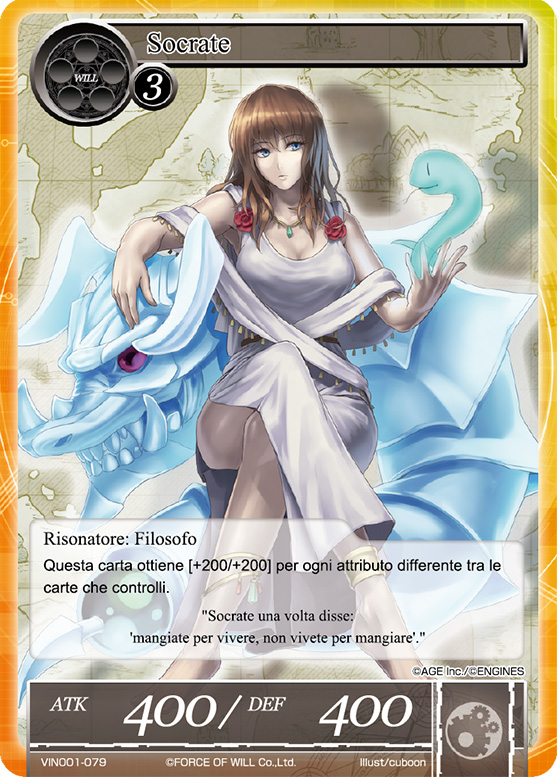 Socrate
WILL
3
Risonatore: Filosofo
Questa carta ottiene [+200/+200] per ogni attributo differente tra le
carte che controlli.
"Socrate una volta disse:
'mangiate per vivere, non vivete per mangiare'."
©AGE Inc./©ENGINES
ATK 400 / DEF 400
VIN001-079 ©FORCE OF WILL Co.,Ltd. Illust/cuboon